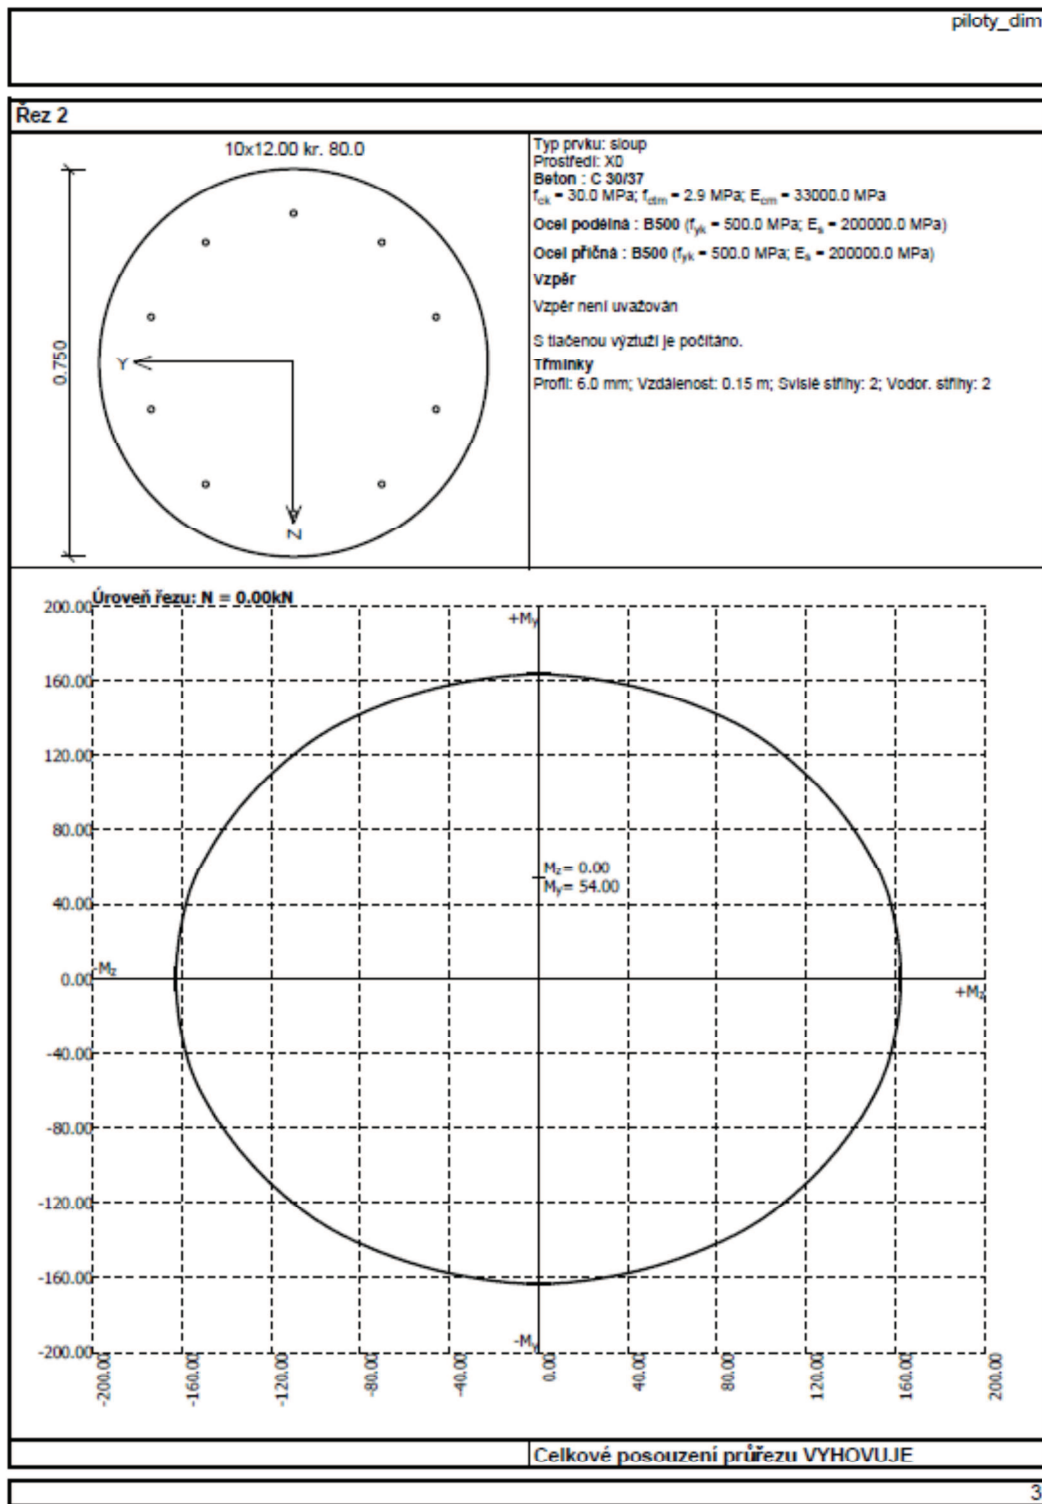 piloty_dim
Řez 2
10x12.00 kr. 80.0
0.750
Y
Z
Typ prvku: sloup
Prostředí: X0
Beton : C 30/37
fck = 30.0 MPa; fctm = 2.9 MPa; Ecm = 33000.0 MPa
Ocel podélná : B500 (fyk = 500.0 MPa; Es = 200000.0 MPa)
Ocel příčná : B500 (fyk = 500.0 MPa; Es = 200000.0 MPa)
Vzpěr
Vzpěr není uvažován
S tlačenou výztuží je počítáno.
Třmínky
Profil: 6.0 mm; Vzdálenost: 0.15 m; Svislé střihy: 2; Vodor. střihy: 2
Úroveň řezu: N = 0.00kN
200.00
+My
160.00
120.00
80.00
Mz= 0.00
My= 54.00
40.00
0.00
-Mz
+Mz
-40.00
-80.00
-120.00
-160.00
-My
-200.00
-200.00
-160.00
-120.00
-80.00
-40.00
0.00
40.00
80.00
120.00
160.00
200.00
Celkové posouzení průřezu VYHOVUJE
3